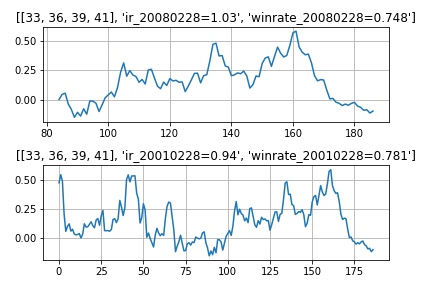 [[33, 36, 39, 41], 'ir_20080228=1.03', 'winrate_20080228=0.748']
0.50
0.25
0.00
80 100 120 140 160 180
[[33, 36, 39, 41], 'ir_20010228=0.94', 'winrate_20010228=0.781']
0.50
0.25
0.00
0 25 50 75 100 125 150 175